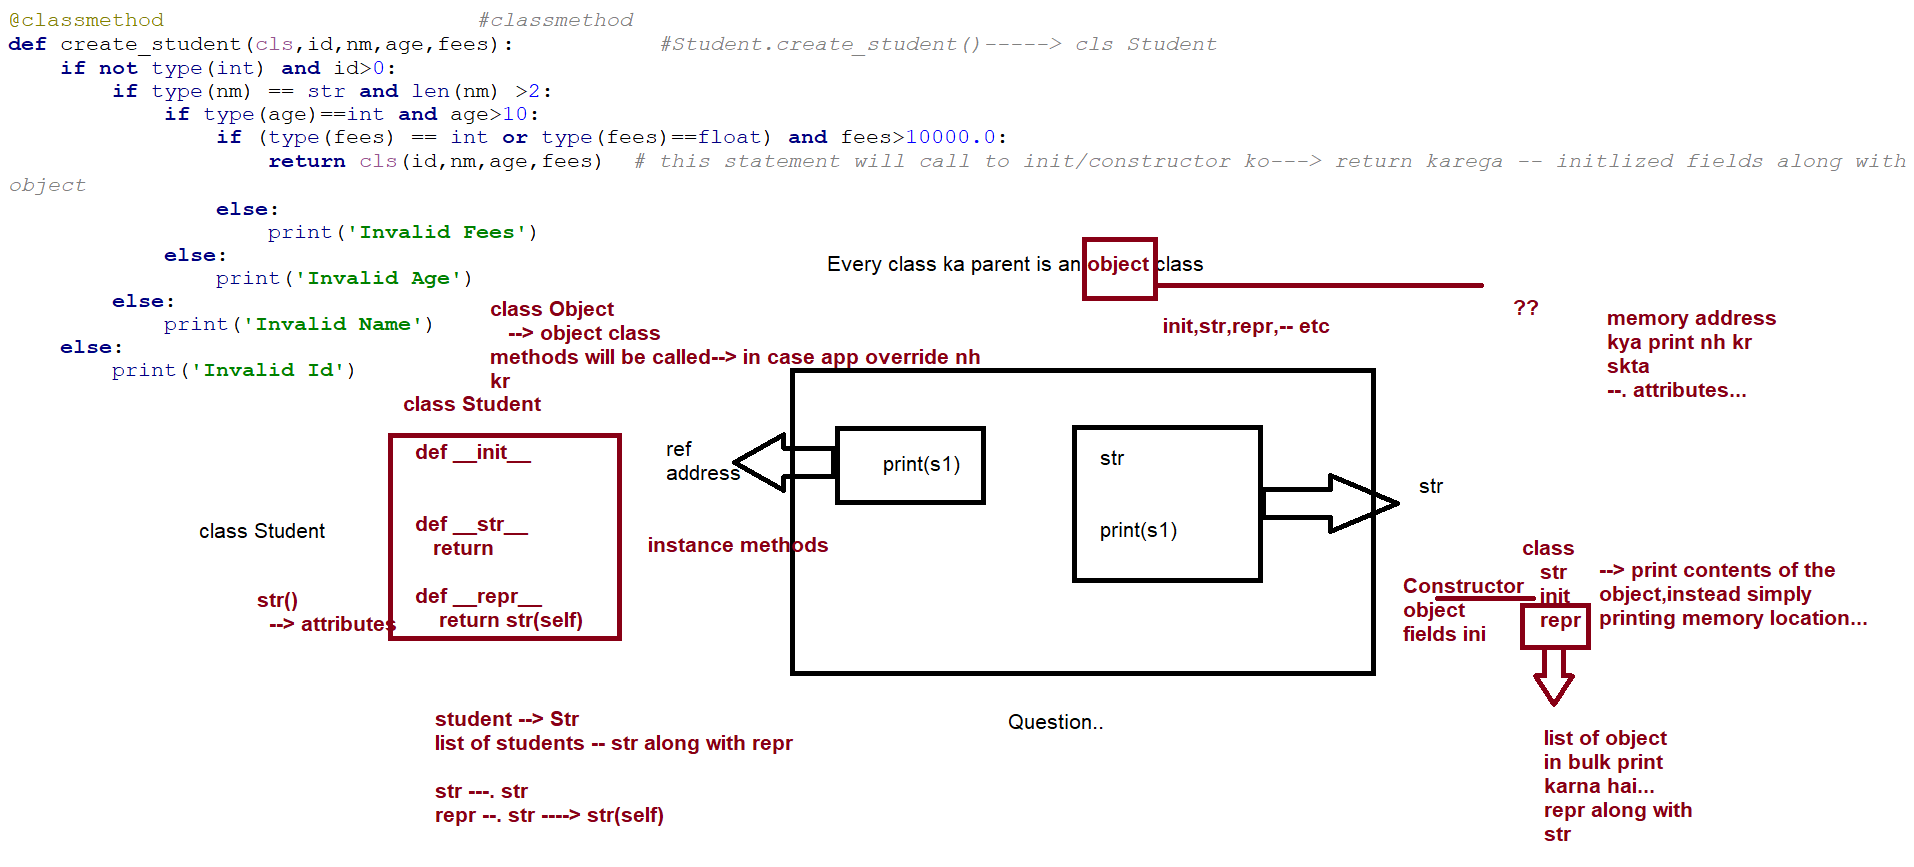 @classmethod #classmethod
def create_student(cls,id,nm,age,fees): #Student.create_student()-----> cls Student
if not type(int) and id>0:
if type(nm) == str and len(nm) >2:
if type(age)==int and age>10:
if (type(fees) == int or type(fees)==float) and fees>10000.0:
return cls(id,nm,age,fees) # this statement will call to init/constructor ko---> return karega -- initlized fields along with
object
else:
print('Invalid Fees')
else:
print('Invalid Age')
else:
print('Invalid Name')
else:
print('Invalid Id')
Every class ka parent is an object class
init,str,repr,-- etc
??
memory address
kya print nh kr
skta
--. attributes...
class Object
--> object class
methods will be called--> in case app override nh
kr
class Student
def __init__
def __str__
return
def __repr__
return str(self)
class Student
str()
--> attributes
instance methods
ref
address
print(s1)
str
print(s1)
str
Constructor
object
fields ini
class
str
init
repr
--> print contents of the
object,instead simply
printing memory location...
list of object
in bulk print
karna hai...
repr along with
str
Question..
student --> Str
list of students -- str along with repr
str ---. str
repr --. str ----> str(self)